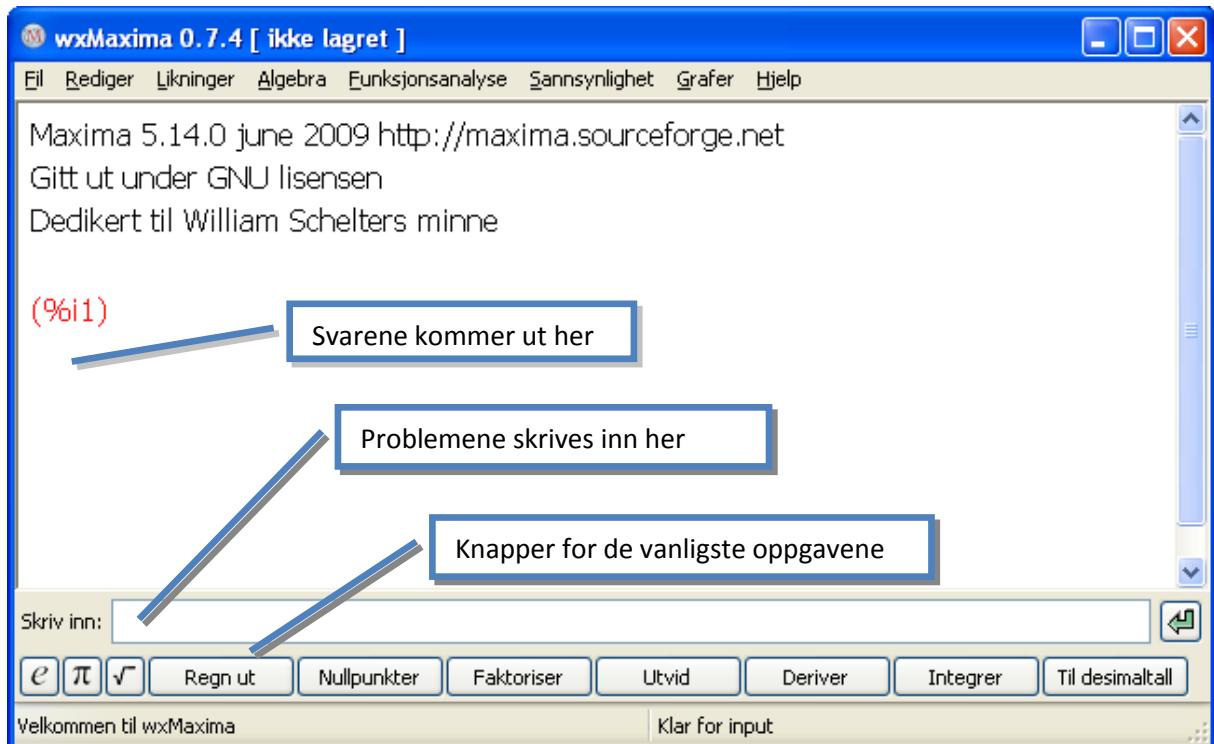 wxMaxima 0.7.4 [ ikke lagret ]
Fil Rediger Likninger Algebra Funksjonsanalyse Sannsynlighet Grafer Hjelp
Maxima 5.14.0 june 2009 http://maxima.sourceforge.net
Gitt ut under GNU lisensen
Dedikert til William Schelters minne
(%i1)
Svarene kommer ut her
Problemene skrives inn her
Knapper for de vanligste oppgavene
Skriv inn:
e π √ Regn ut Nullpunkter Faktoriser Utvid Deriver Integrer Til desimaltall
Velkommen til wxMaxima Klar for input